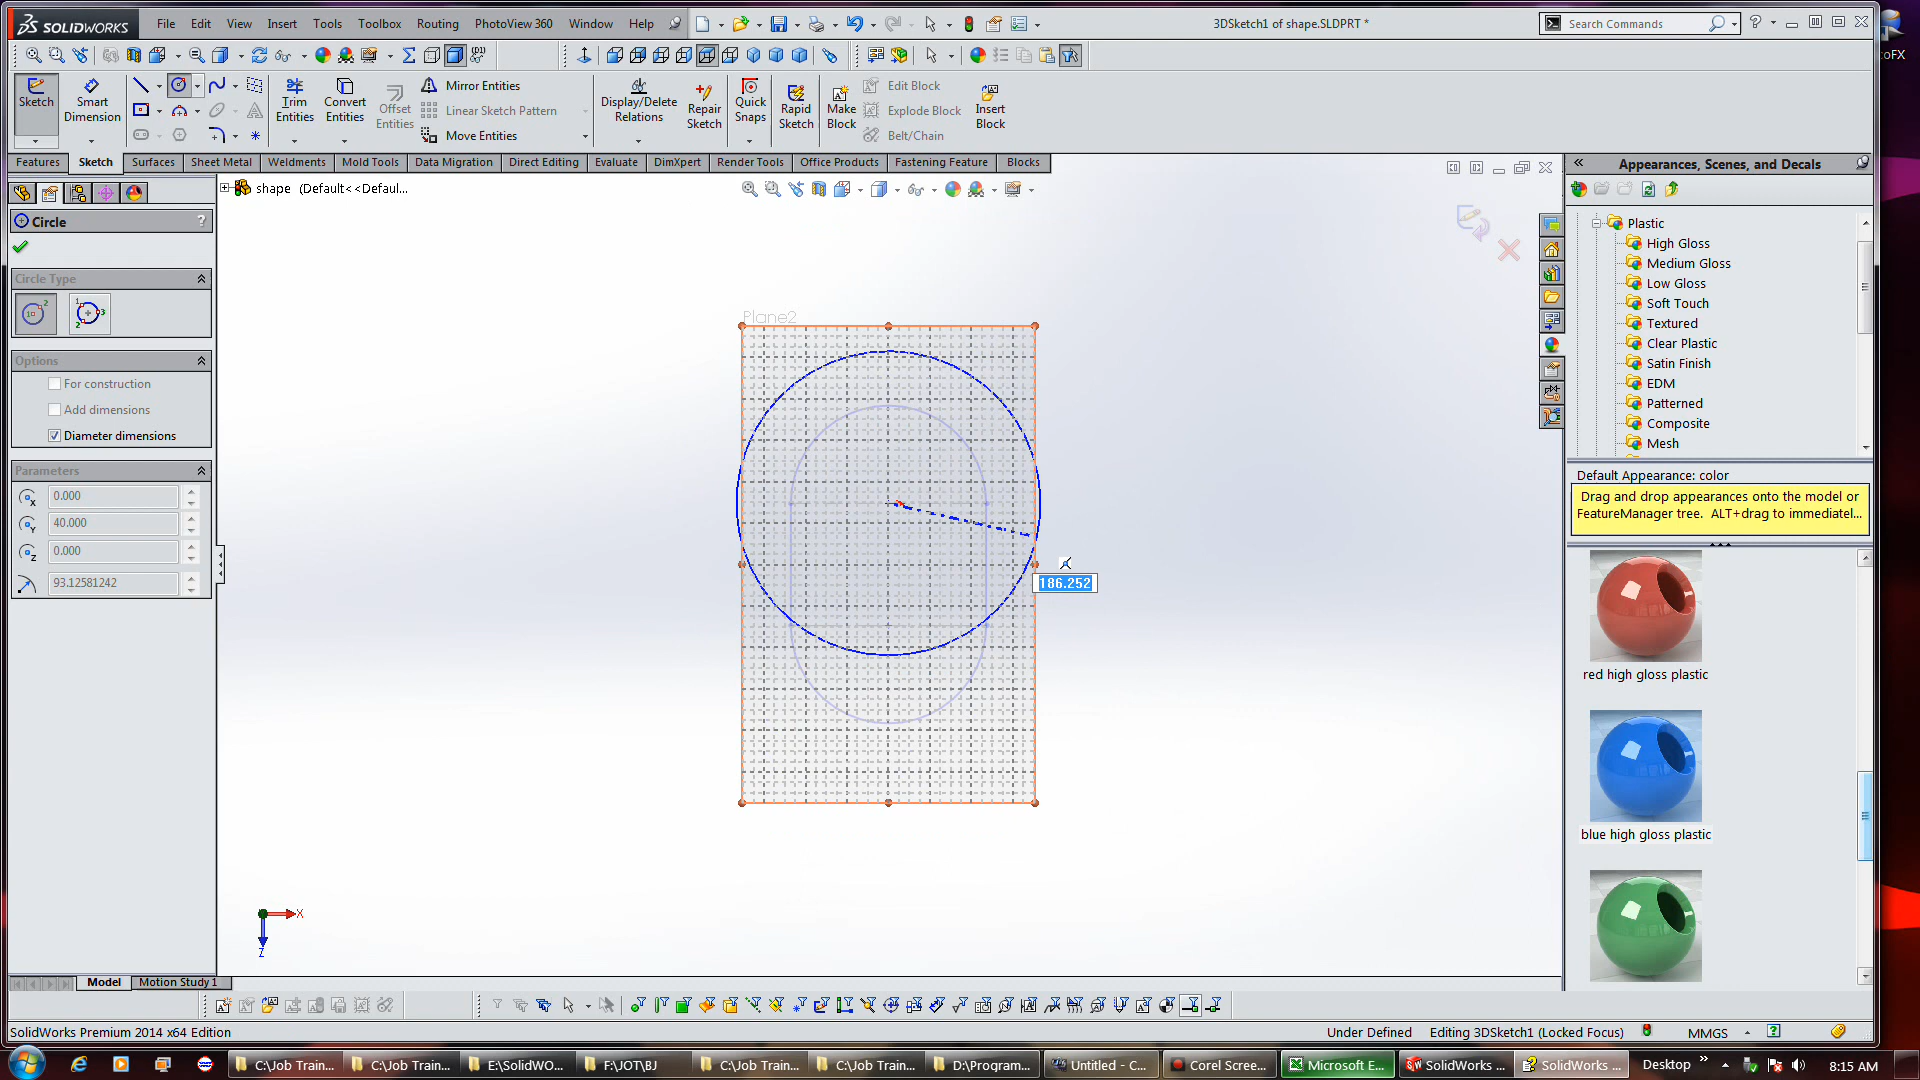 SOLIDWORKS File Edit View Insert Tools Toolbox Routing PhotoView 360 Window Help 3DSketch1 of shape.SLDPRT * Search Commands
oFX
Sketch
Smart Dimension
Trim Entities
Convert Entities
Offset Entities
Mirror Entities
Linear Sketch Pattern
Move Entities
Display/Delete Relations
Repair Sketch
Quick Snaps
Rapid Sketch
Make Block
Edit Block
Explode Block
Belt/Chain
Insert Block
Features Sketch Surfaces Sheet Metal Weldments Mold Tools Data Migration Direct Editing Evaluate DimXpert Render Tools Office Products Fastening Feature Blocks
Circle ?
Circle Type
Options
For construction
Add dimensions
Diameter dimensions
Parameters
0.000
40.000
0.000
93.12581242
shape (Default<<Defaul...
Plane2
186.252
X
Z
Appearances, Scenes, and Decals
Plastic
High Gloss
Medium Gloss
Low Gloss
Soft Touch
Textured
Clear Plastic
Satin Finish
EDM
Patterned
Composite
Mesh
Default Appearance: color
Drag and drop appearances onto the model or
FeatureManager tree. ALT+drag to immediatel...
red high gloss plastic
blue high gloss plastic
Model Motion Study 1
SolidWorks Premium 2014 x64 Edition Under Defined Editing 3DSketch1 (Locked Focus) MMGS
C:\Job Train... C:\Job Train... E:\SolidWO... F:\JOT\BJ C:\Job Train... C:\Job Train... D:\Program... Untitled - C... Corel Scree... Microsoft E... SolidWorks ... SolidWorks ... Desktop 8:15 AM